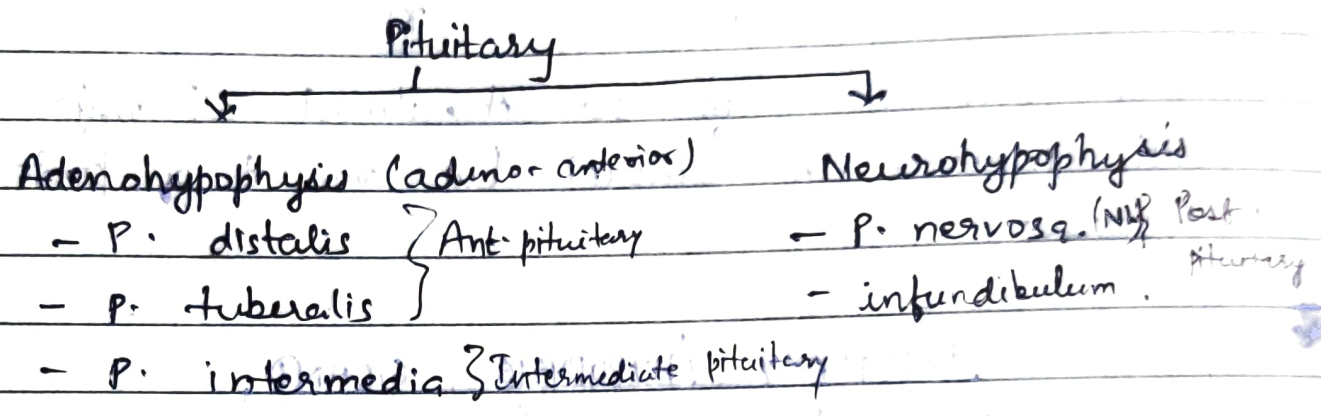 Pituitary
Adenohypophysis (adeno- anterior) Neurohypophysis
- P. distalis } Ant. pituitary - P. nervosa. (NH) } Post pituitary
- P. tuberalis - infundibulum.
- P. intermedia } Intermediate pituitary